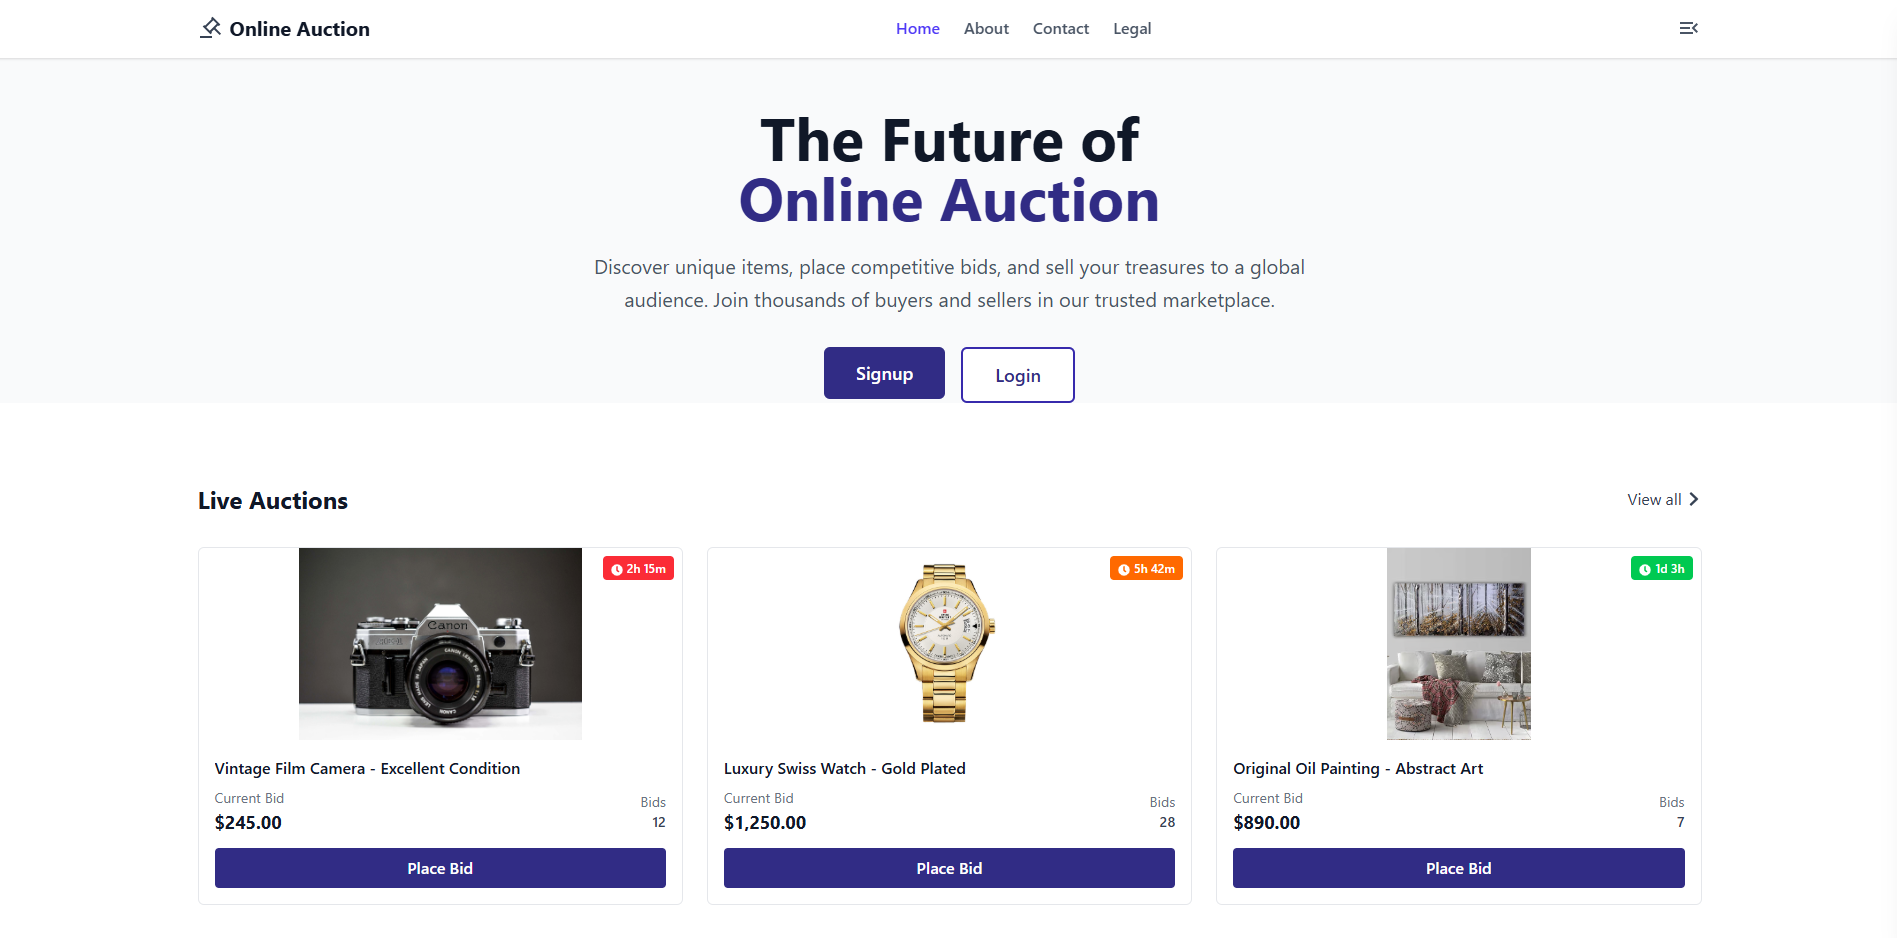 Online Auction
Home
About
Contact
Legal
The Future of
Online Auction
Discover unique items, place competitive bids, and sell your treasures to a global
audience. Join thousands of buyers and sellers in our trusted marketplace.
Signup
Login
Live Auctions
View all
2h 15m
Canon
CANON LENS
Vintage Film Camera - Excellent Condition
Current Bid
Bids
$245.00
12
Place Bid
5h 42m
Luxury Swiss Watch - Gold Plated
Current Bid
Bids
$1,250.00
28
Place Bid
1d 3h
Original Oil Painting - Abstract Art
Current Bid
Bids
$890.00
7
Place Bid